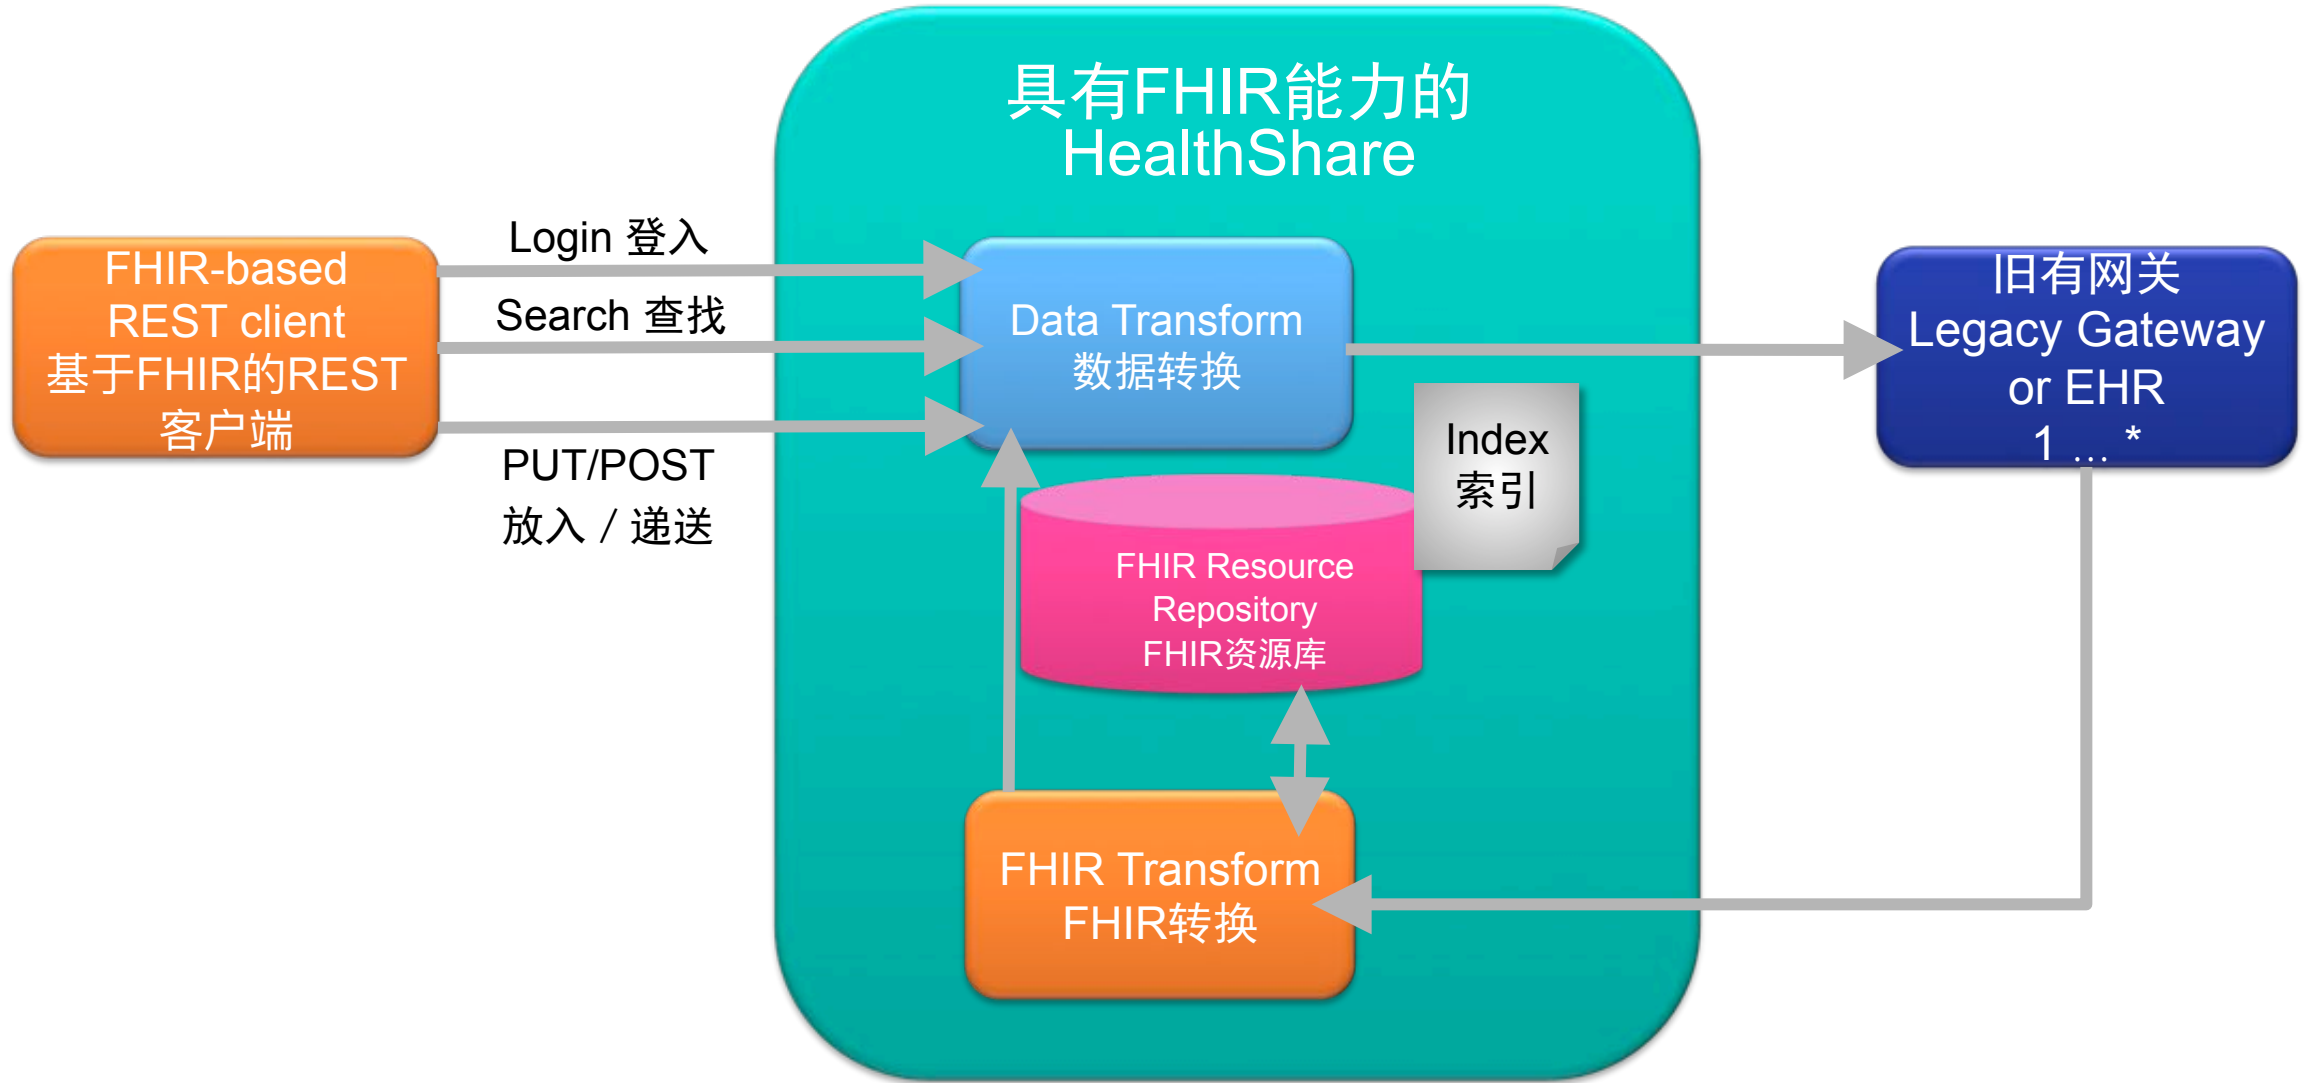 具有FHIR能力的
HealthShare
FHIR-based
REST client
基于FHIR的REST
客户端
Login 登入
Search 查找
PUT/POST
放入 / 递送
Data Transform
数据转换
Index
索引
FHIR Resource
Repository
FHIR资源库
FHIR Transform
FHIR转换
旧有网关
Legacy Gateway
or EHR
1 ... *